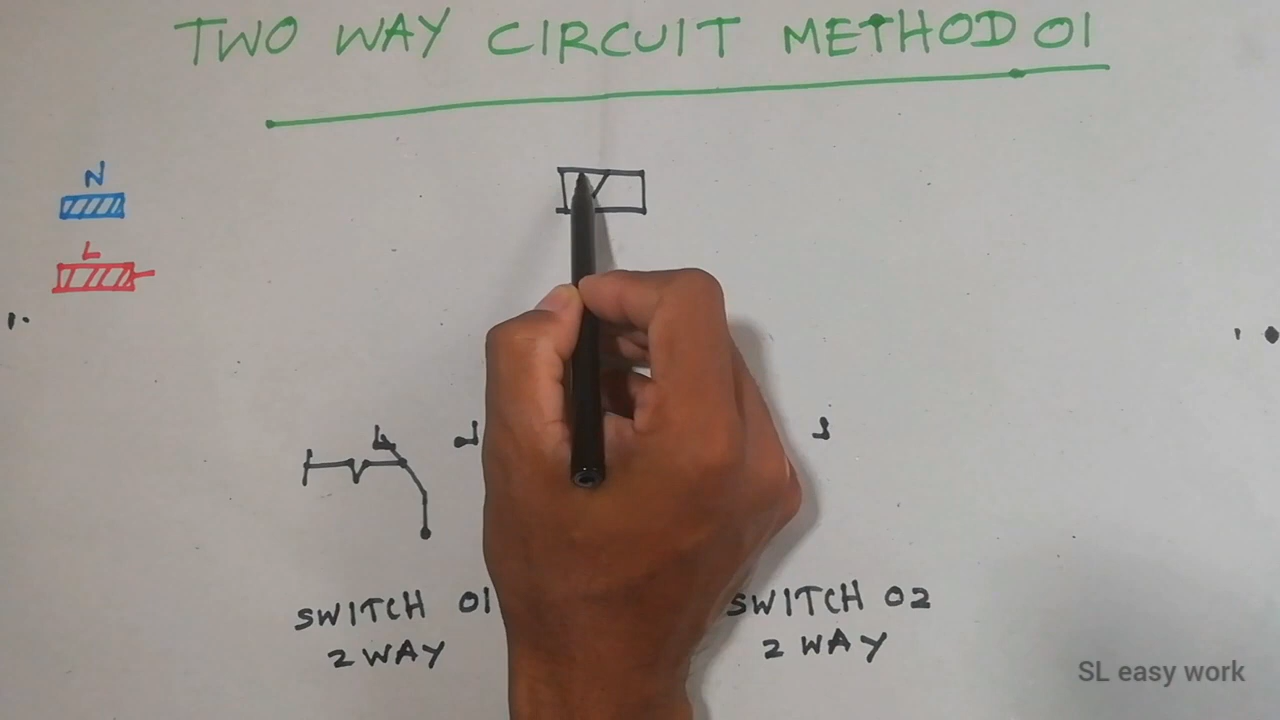 TWO WAY CIRCUIT METHOD 01
N
L
SWITCH 01
2 WAY
SWITCH 02
2 WAY
SL easy work